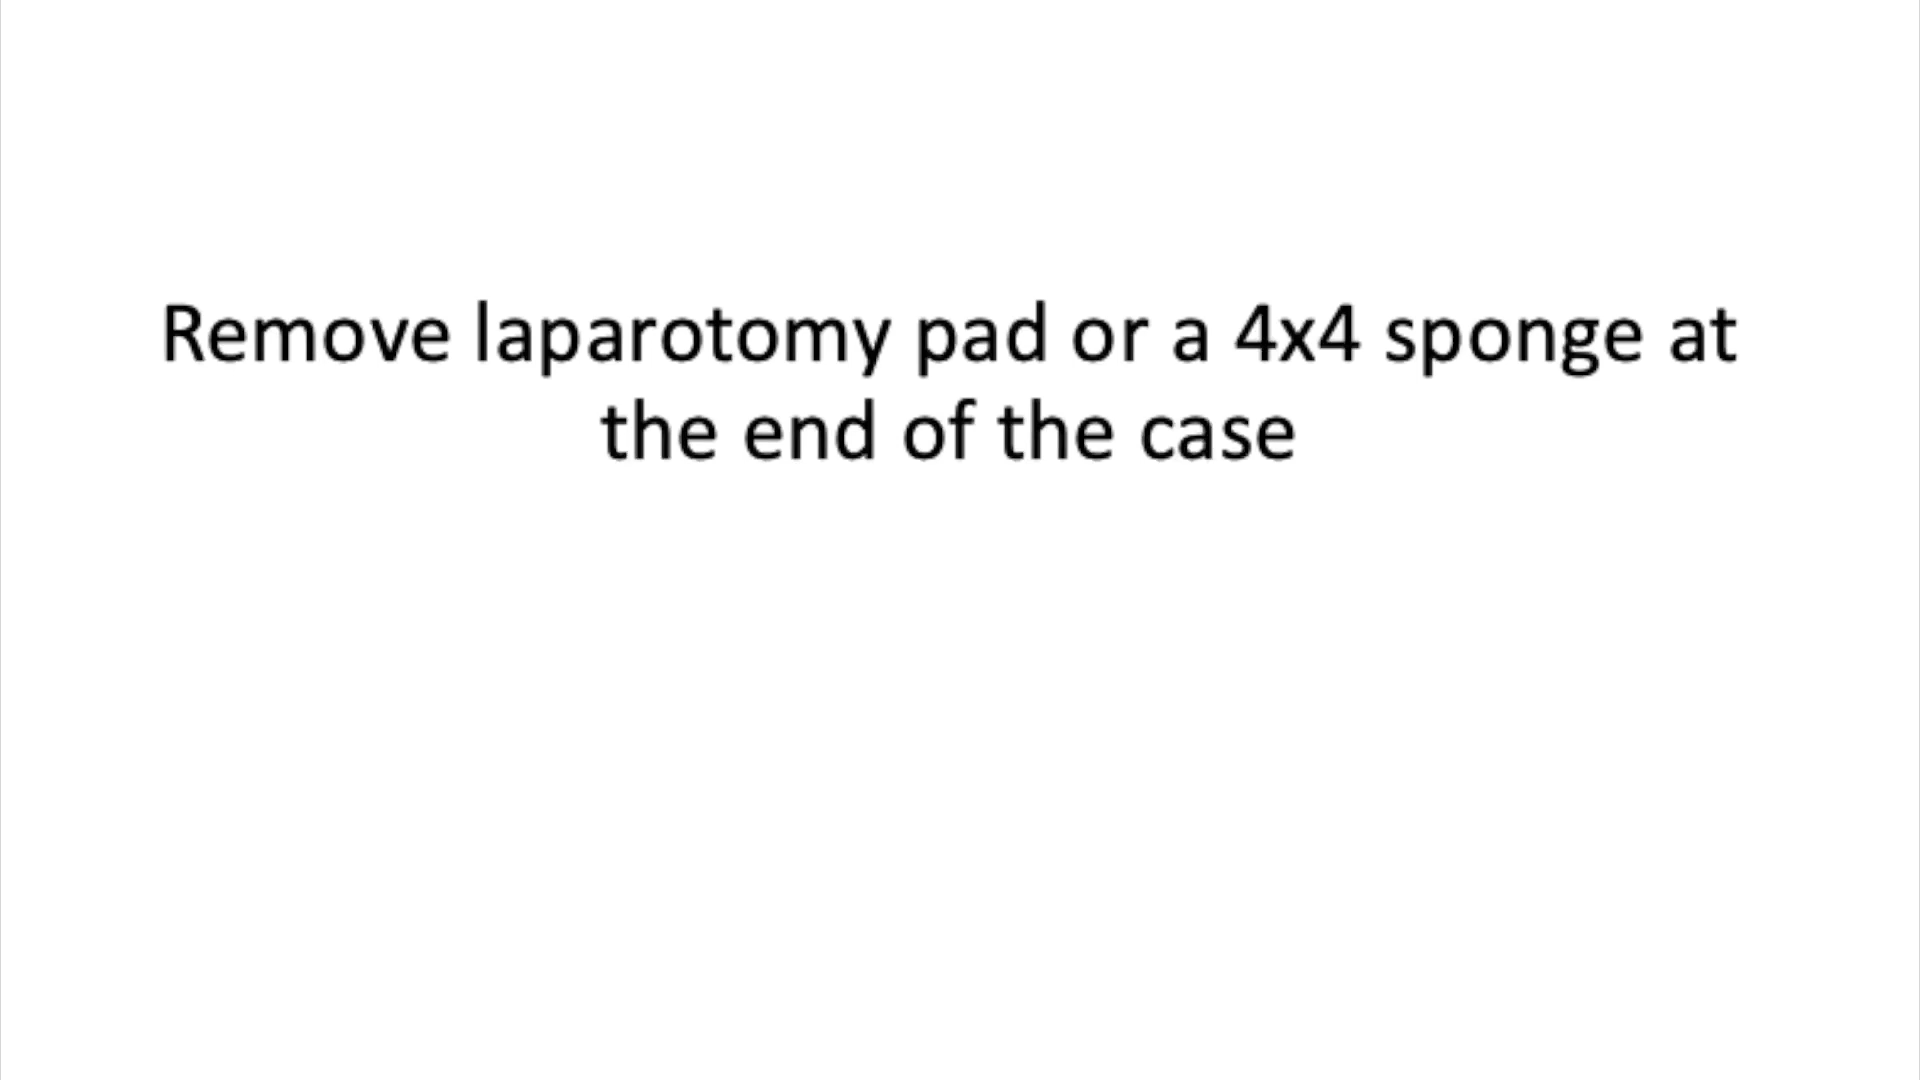 Remove laparotomy pad or a 4x4 sponge at
the end of the case